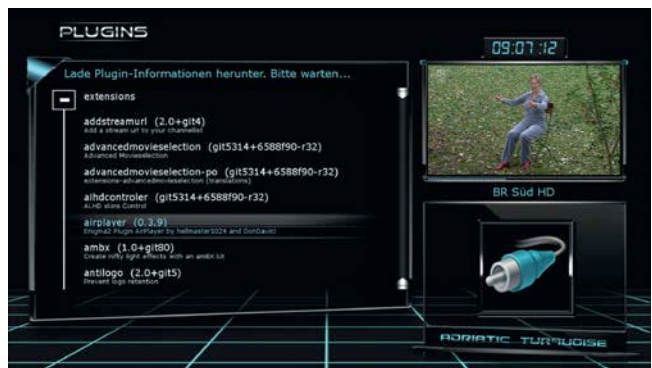 PLUGINS
09:07:12
Lade Plugin-Informationen herunter. Bitte warten...
extensions
addstreamurl (2.0+git4)
Add a stream url to your channellist
advancedmovieselection (git5314+6588f90-r32)
Advanced Movieselection
advancedmovieselection-po (git5314+6588f90-r32)
extensions-advancedmovieselection (translations)
aihdcontroler (git5314+6588f90-r32)
Ai.HD skins Control
airplayer (0.3.9)
Enigma2 Plugin AirPlayer by hellmaster1024 and DonDavici
ambx (1.0+git80)
Create nifty light effects with an amBX kit
antilogo (2.0+git5)
Prevent logo retention
BR Süd HD
ADRIATIC TURQUOISE